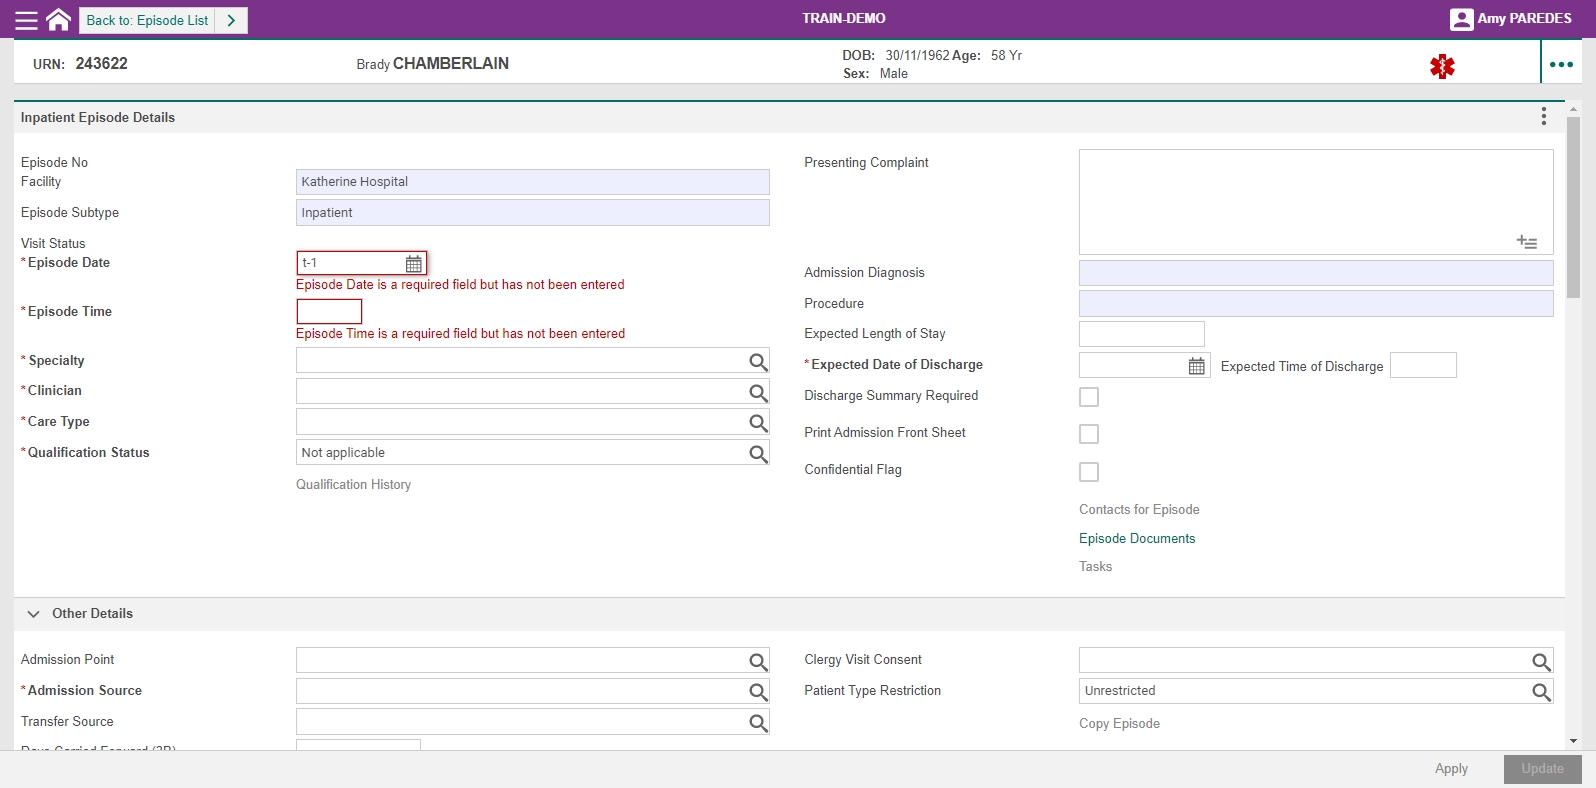 Back to: Episode List
TRAIN-DEMO
Amy PAREDES
URN: 243622
Brady CHAMBERLAIN
DOB: 30/11/1962 Age: 58 Yr
Sex: Male
Inpatient Episode Details
Episode No
Facility
Katherine Hospital
Episode Subtype
Inpatient
Visit Status
*Episode Date
t-1
Episode Date is a required field but has not been entered
*Episode Time
Episode Time is a required field but has not been entered
*Specialty
*Clinician
*Care Type
*Qualification Status
Not applicable
Qualification History
Presenting Complaint
Admission Diagnosis
Procedure
Expected Length of Stay
*Expected Date of Discharge
Expected Time of Discharge
Discharge Summary Required
Print Admission Front Sheet
Confidential Flag
Contacts for Episode
Episode Documents
Tasks
Other Details
Admission Point
*Admission Source
Transfer Source
Days Carried Forward (2B)
Clergy Visit Consent
Patient Type Restriction
Unrestricted
Copy Episode
Apply
Update